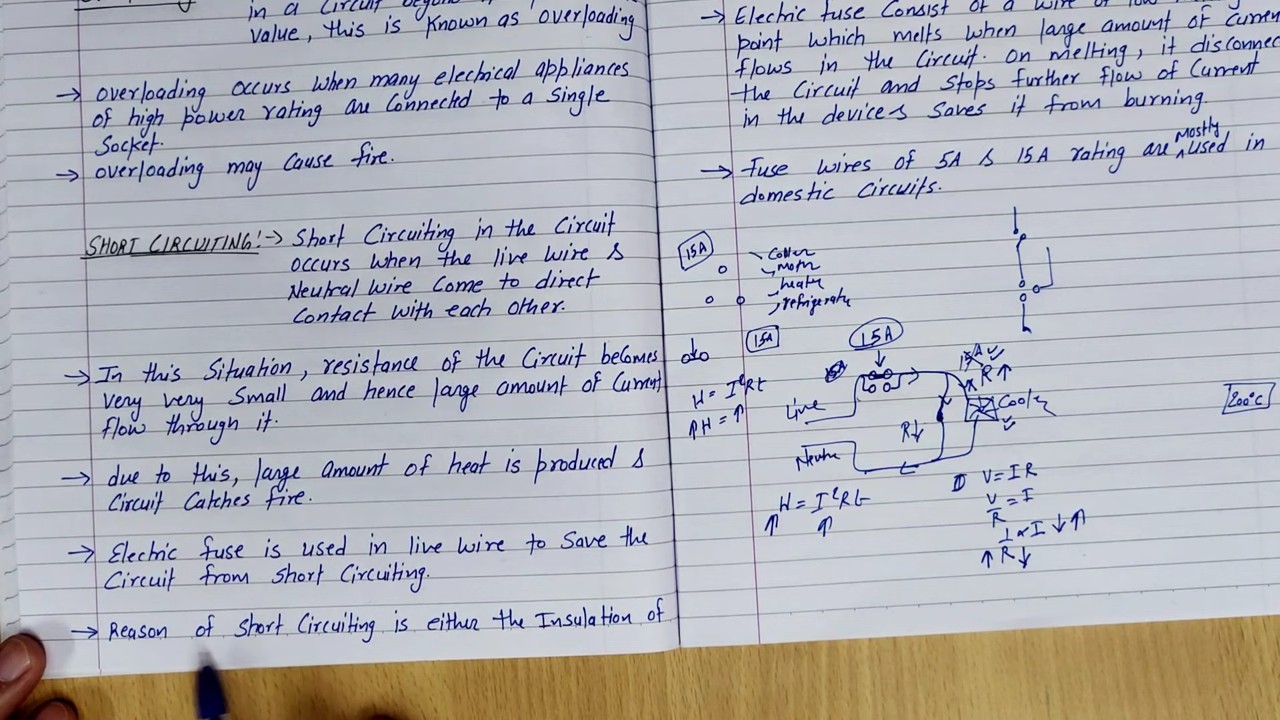 in a Circuit beyond
value, this is known as overloading
→ overloading occurs when many electrical appliances
of high power rating are Connected to a Single
Socket.
→ overloading may cause fire.
SHORT CIRCUITING:→ Short Circuiting in the Circuit
occurs when the live wire &
Neutral wire Come to direct
Contact with each other.
→ In this Situation, resistance of the Circuit becomes
very very Small and hence large amount of Current
flow through it.
→ due to this, large amount of heat is produced &
Circuit Catches fire.
→ Electric fuse is used in live wire to Save the
Circuit from Short Circuiting.
→ Reason of Short Circuiting is either the Insulation of
→ Electric fuse Consist of a wire of low
point which melts when large amount of Current
flows in the Circuit. On melting, it disconnec
the Circuit and Stops further flow of Current
in the device & Saves it from burning.
→ Fuse wires of 5A & 15A rating are Mostly used in
domestic Circuits.
15A
Cooler
Motor
heater
refrigerator
15A
15A
15A
R↑
H = I²Rt
↑H = ↑
Live
Cooler
200°C
R↓
Neutral
V = IR
H = I²Rt
↑ ↑
V/R = I
1/R ∝ I ↓↑
↑ ↓